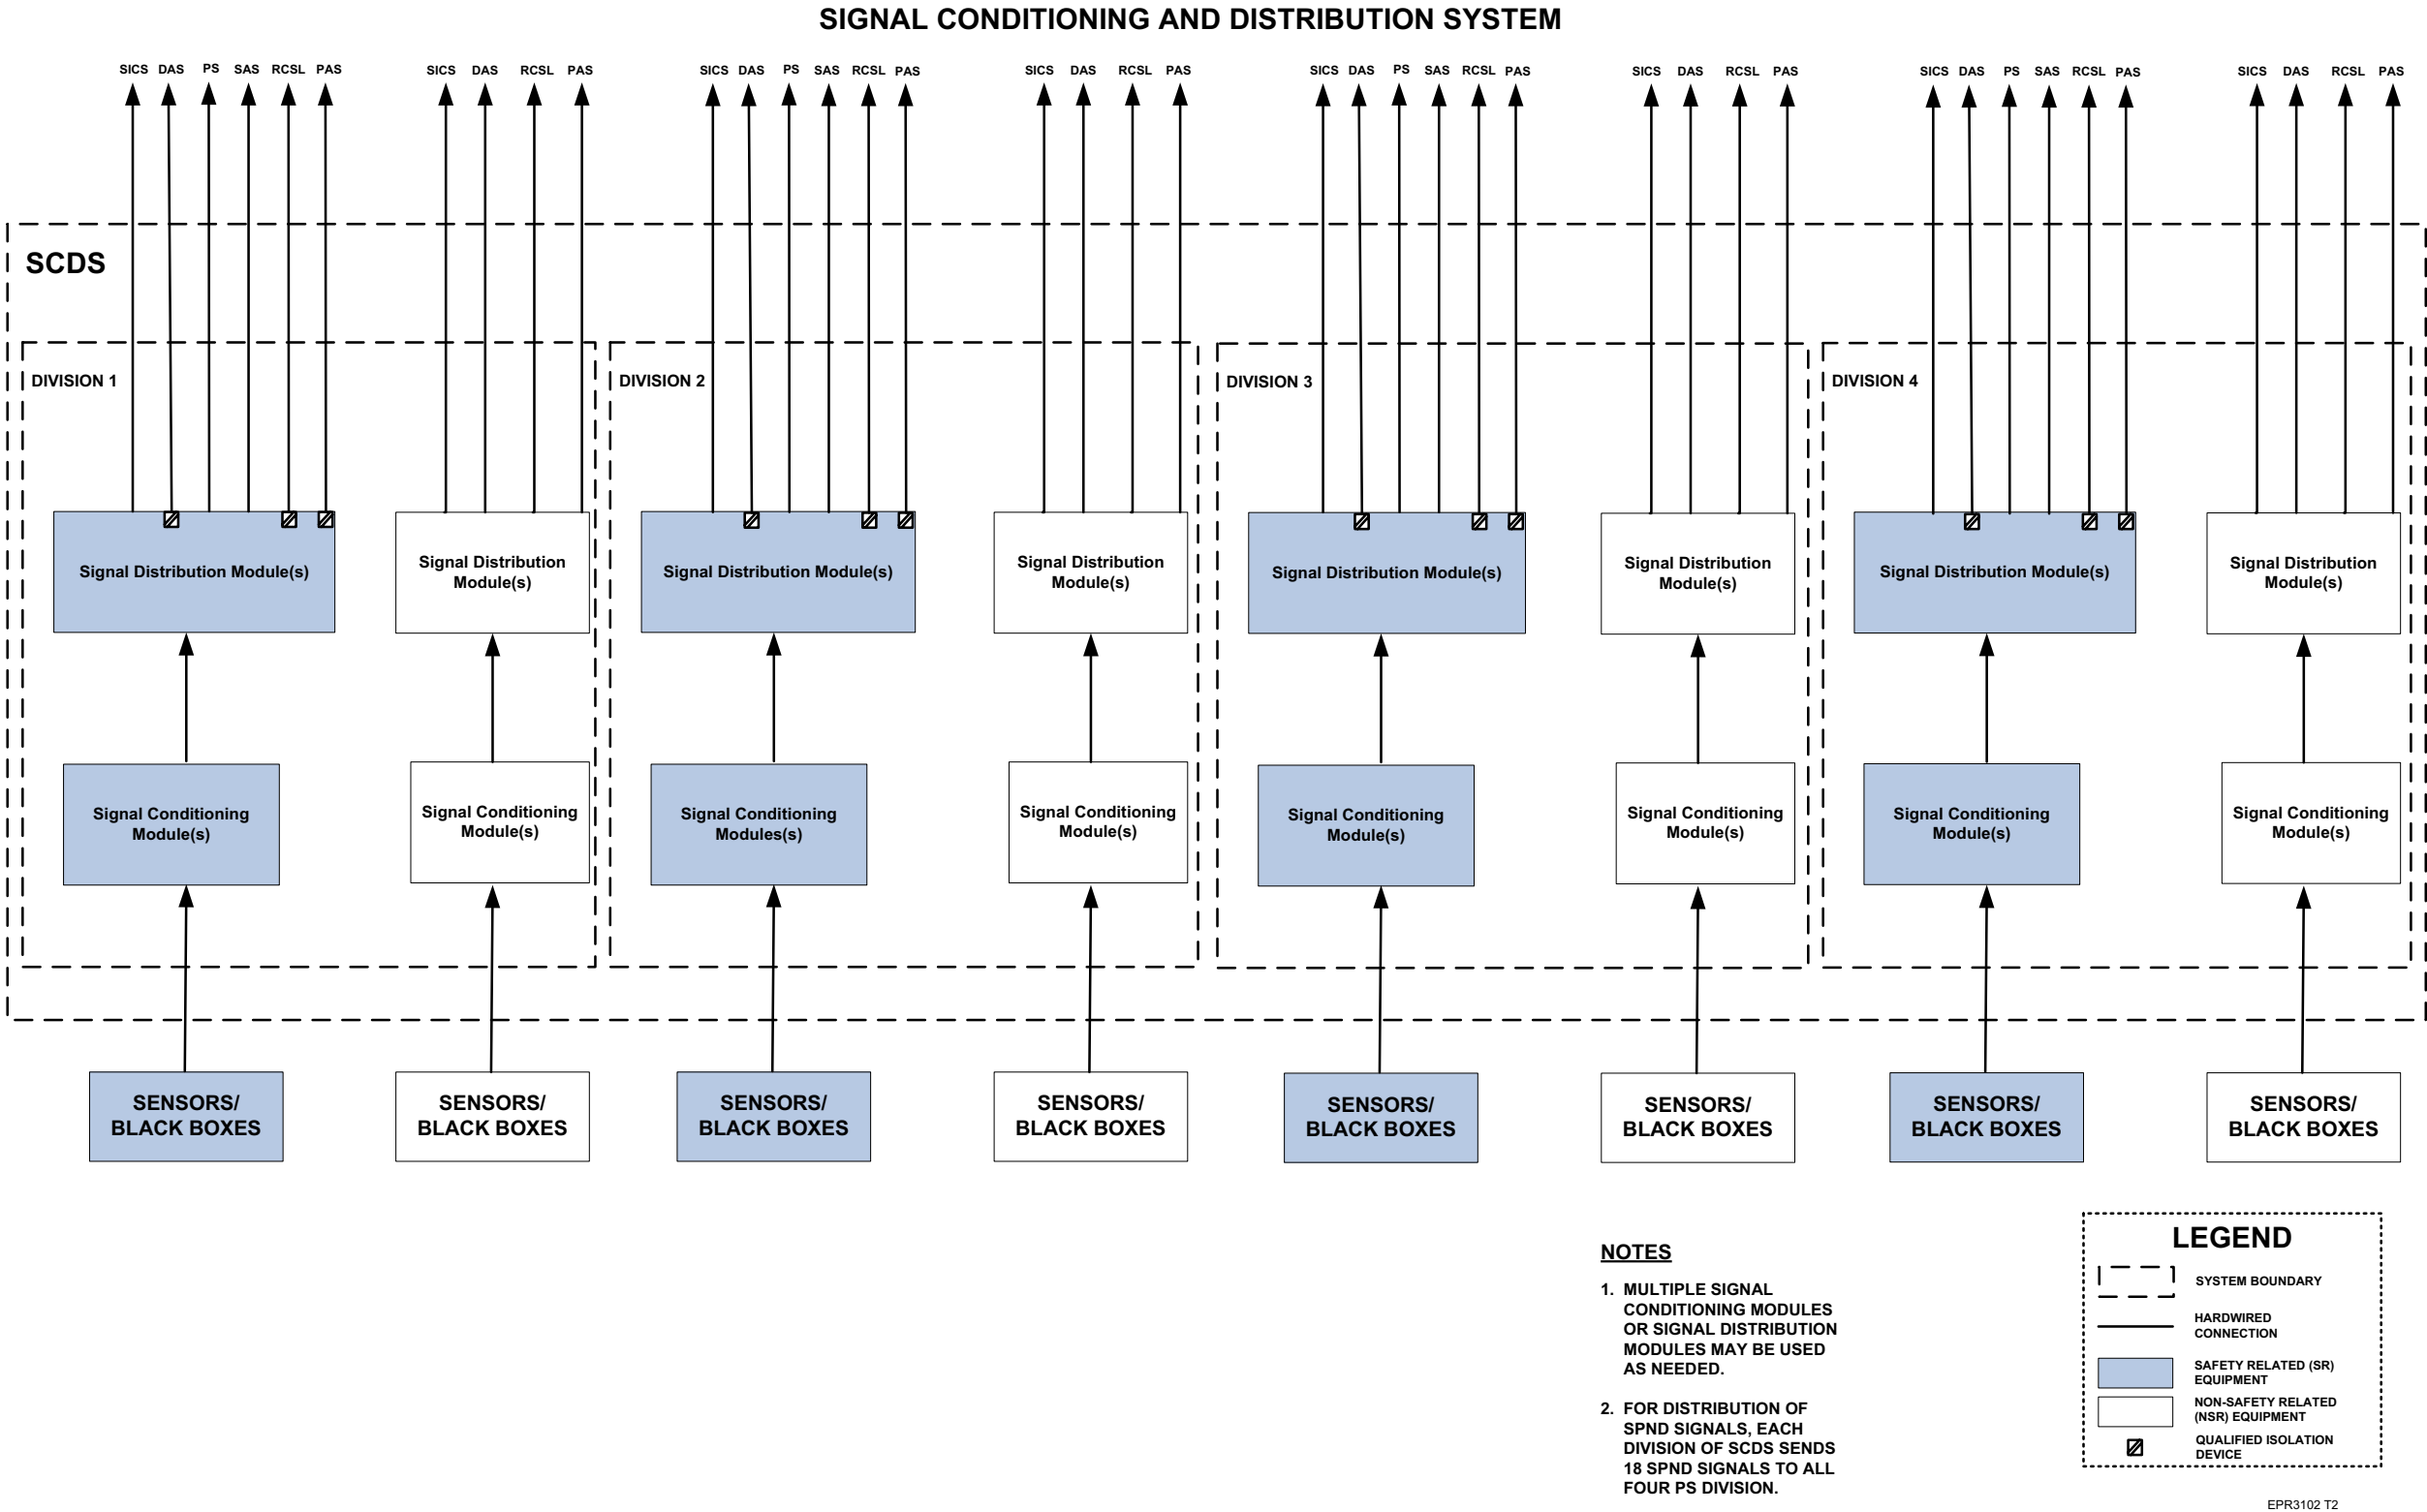 SIGNAL CONDITIONING AND DISTRIBUTION SYSTEM
SICS DAS PS SAS RCSL PAS
SICS DAS RCSL PAS
SICS DAS PS SAS RCSL PAS
SICS DAS RCSL PAS
SICS DAS PS SAS RCSL PAS
SICS DAS RCSL PAS
SICS DAS PS SAS RCSL PAS
SICS DAS RCSL PAS
SCDS
DIVISION 1
DIVISION 2
DIVISION 3
DIVISION 4
Signal Distribution Module(s)
Signal Distribution
Module(s)
Signal Distribution Module(s)
Signal Distribution
Module(s)
Signal Distribution Module(s)
Signal Distribution
Module(s)
Signal Distribution Module(s)
Signal Distribution
Module(s)
Signal Conditioning
Module(s)
Signal Conditioning
Module(s)
Signal Conditioning
Modules(s)
Signal Conditioning
Module(s)
Signal Conditioning
Module(s)
Signal Conditioning
Module(s)
Signal Conditioning
Module(s)
Signal Conditioning
Module(s)
SENSORS/
BLACK BOXES
SENSORS/
BLACK BOXES
SENSORS/
BLACK BOXES
SENSORS/
BLACK BOXES
SENSORS/
BLACK BOXES
SENSORS/
BLACK BOXES
SENSORS/
BLACK BOXES
SENSORS/
BLACK BOXES
NOTES
1. MULTIPLE SIGNAL
CONDITIONING MODULES
OR SIGNAL DISTRIBUTION
MODULES MAY BE USED
AS NEEDED.
2. FOR DISTRIBUTION OF
SPND SIGNALS, EACH
DIVISION OF SCDS SENDS
18 SPND SIGNALS TO ALL
FOUR PS DIVISION.
LEGEND
SYSTEM BOUNDARY
HARDWIRED
CONNECTION
SAFETY RELATED (SR)
EQUIPMENT
NON-SAFETY RELATED
(NSR) EQUIPMENT
QUALIFIED ISOLATION
DEVICE
EPR3102 T2